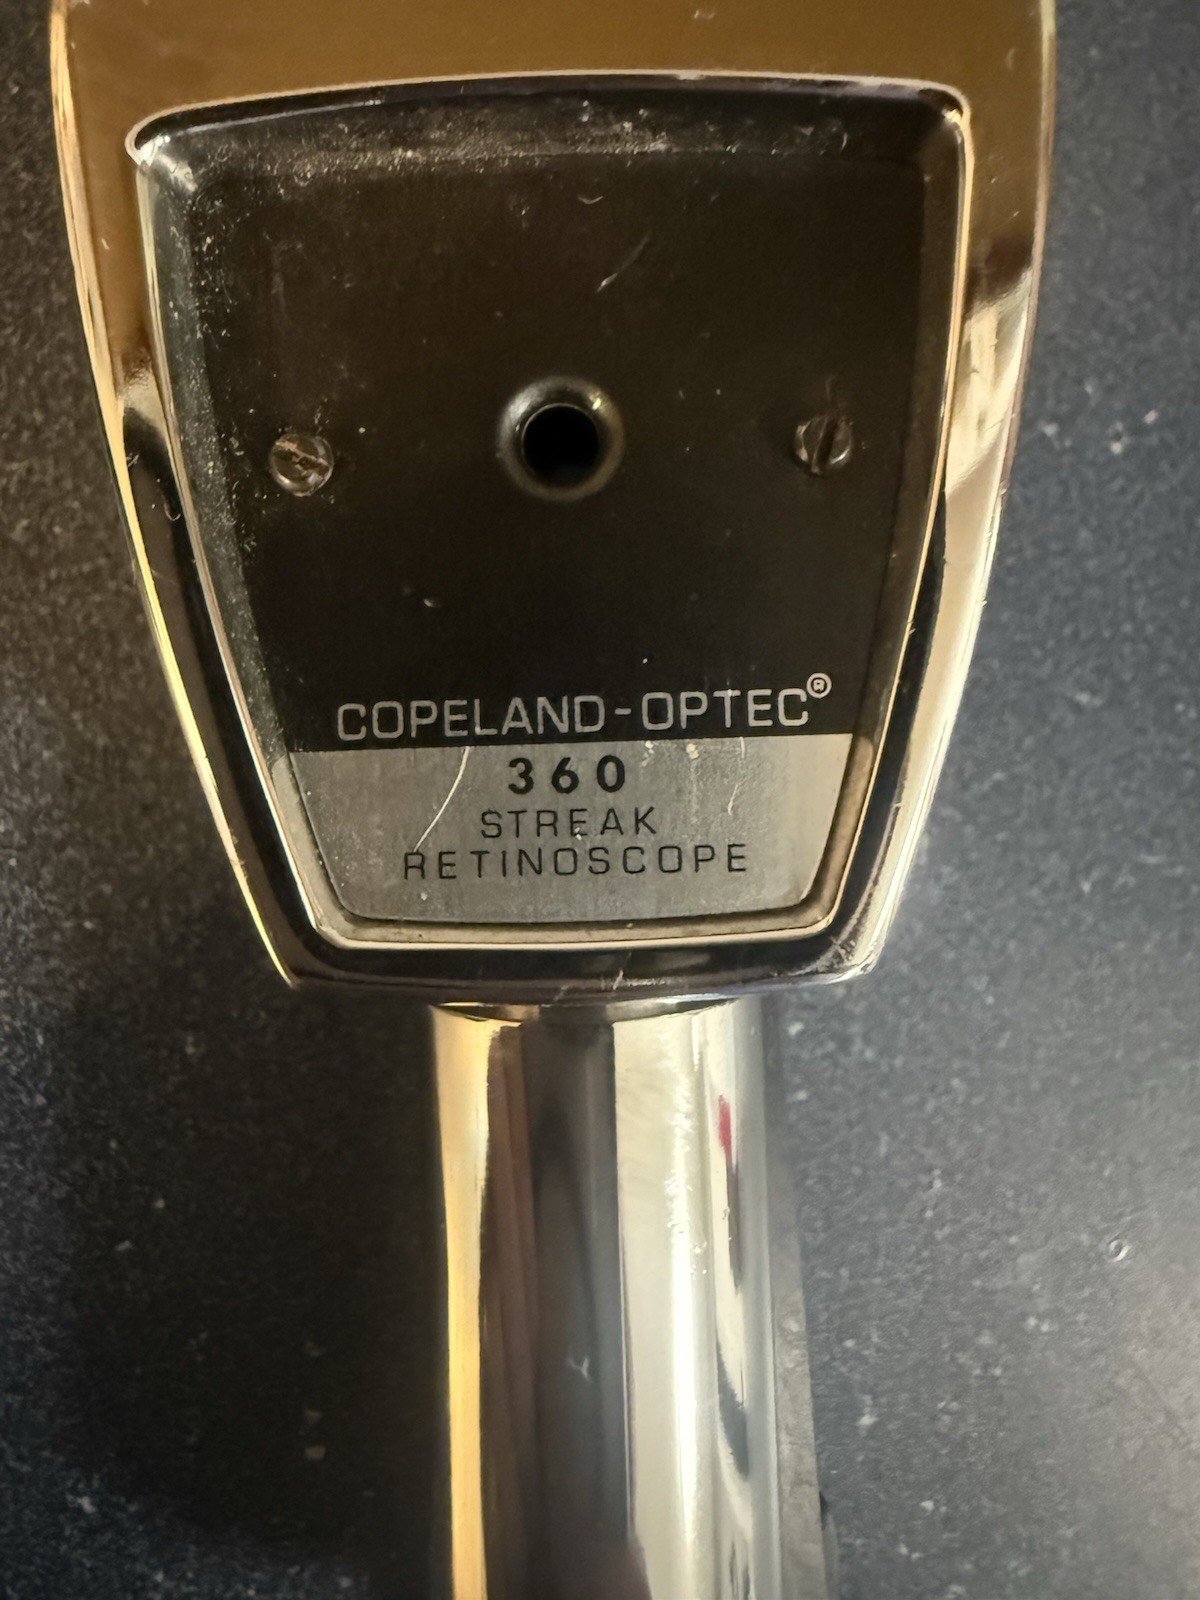 COPELAND-OPTEC®
360
STREAK
RETINOSCOPE